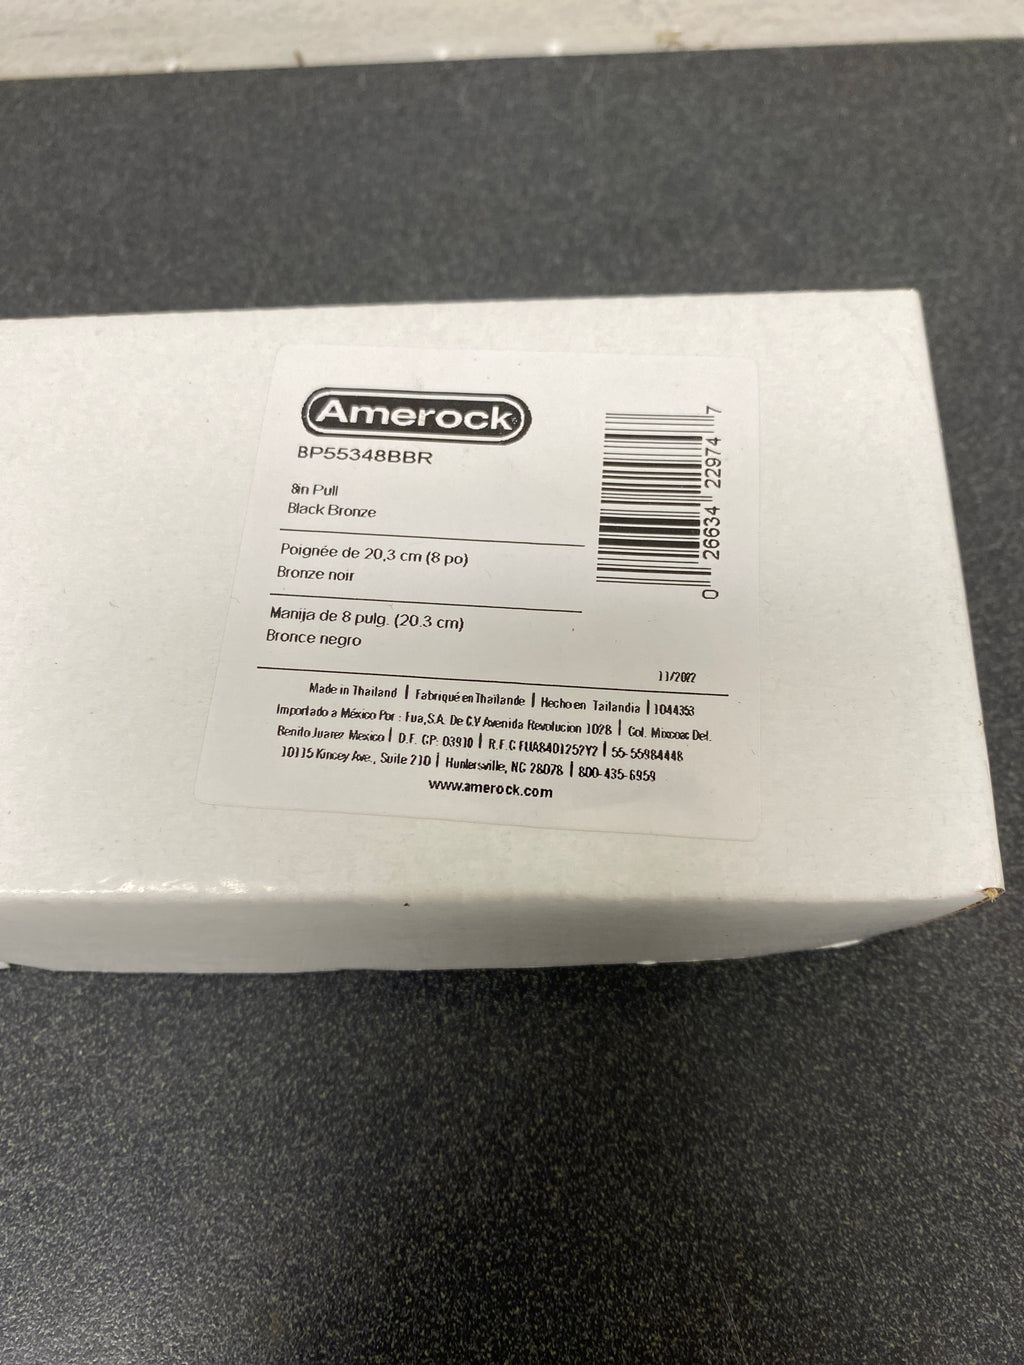 Amerock
BP55348BBR
8in Pull
Black Bronze
Poignée de 20,3 cm (8 po)
Bronze noir
Manija de 8 pulg. (20.3 cm)
Bronce negro
0 26634 22974 7
11/2022
Made in Thailand | Fabriqué en Thaïlande | Hecho en Tailandia | 1044353
Importado a México Por : Fua,S.A. De C.V Avenida Revolucion 1028 | Col. Mixcoac Del.
Benito Juarez Mexico | D.F. CP: 03910 | R.F.C FUA8401252Y2 | 55-55984448
10115 Kincey Ave., Suite 210 | Huntersville, NC 28078 | 800-435-6959
www.amerock.com